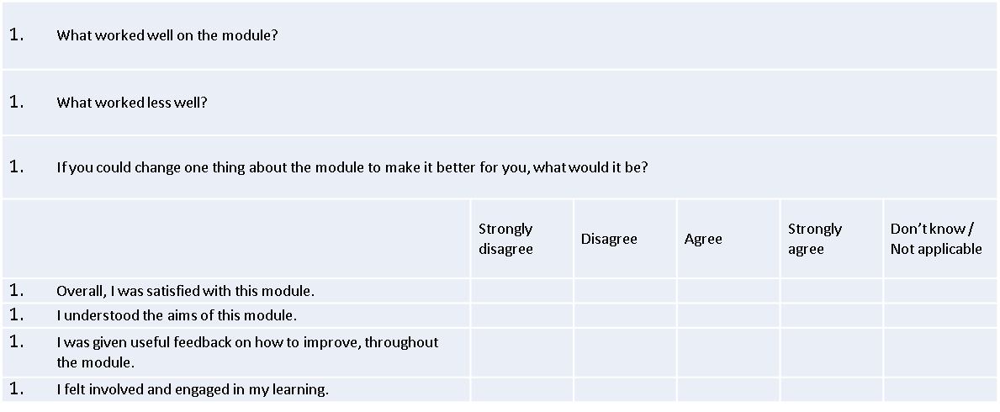 1. What worked well on the module?
1. What worked less well?
1. If you could change one thing about the module to make it better for you, what would it be?
Strongly disagree
Disagree
Agree
Strongly agree
Don't know / Not applicable
1. Overall, I was satisfied with this module.
1. I understood the aims of this module.
1. I was given useful feedback on how to improve, throughout
the module.
1. I felt involved and engaged in my learning.